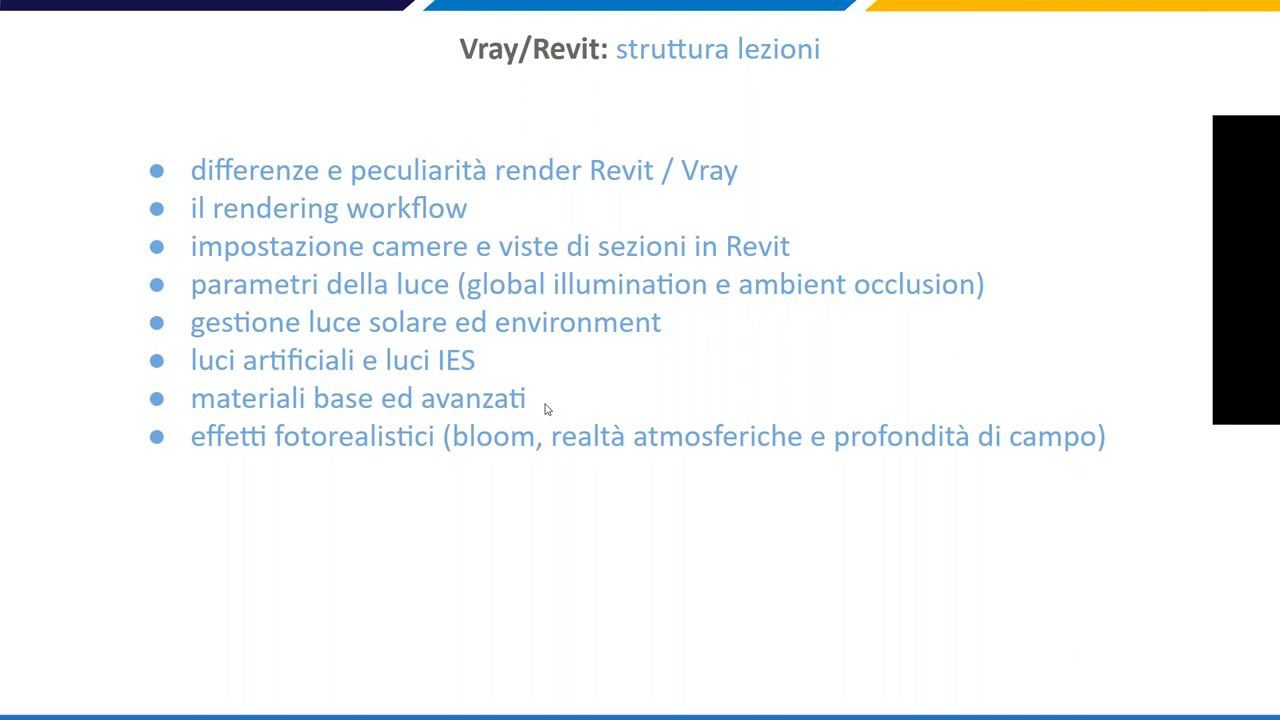 Vray/Revit: struttura lezioni
● differenze e peculiarità render Revit / Vray
● il rendering workflow
● impostazione camere e viste di sezioni in Revit
● parametri della luce (global illumination e ambient occlusion)
● gestione luce solare ed environment
● luci artificiali e luci IES
● materiali base ed avanzati
● effetti fotorealistici (bloom, realtà atmosferiche e profondità di campo)